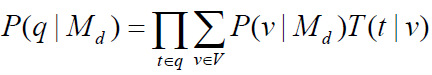 P(q | M_d) = ∏_{t∈q} ∑_{v∈V} P(v | M_d)T(t | v)